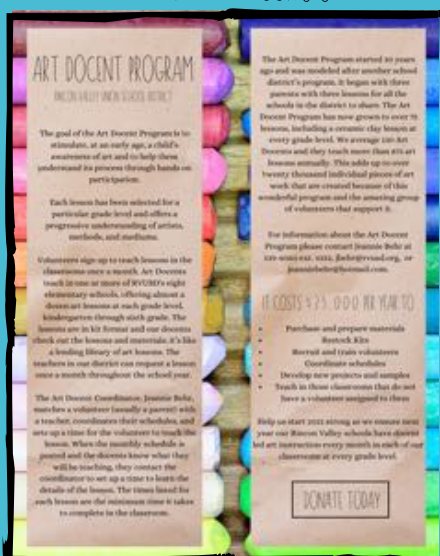 ART DOCENT PROGRAM
RINCON VALLEY UNION SCHOOL DISTRICT
The goal of the Art Docent Program is to
stimulate, at an early age, a child's
awareness of art and to help them
understand its process through hands on
participation.
Each lesson has been selected for a
particular grade level and offers a
progressive understanding of artists,
methods, and mediums.
Volunteers sign up to teach lessons in the
classrooms once a month. Art Docents
teach in one or more of RVUSD's eight
elementary schools, offering almost a
dozen art lessons at each grade level,
kindergarten through sixth grade. The
lessons are in kit format and our docents
check out the lessons and materials, it's like
a lending library of art lessons. The
teachers in our district can request a lesson
once a month throughout the school year.
The Art Docent Coordinator, Jeannie Behr,
matches a volunteer (usually a parent) with
a teacher, coordinates their schedules, and
sets up a time for the volunteer to teach the
lesson. When the monthly schedule is
posted and the docents know what they
will be teaching, they contact the
coordinator to set up a time to learn the
details of the lesson. The times listed for
each lesson are the minimum time it takes
to complete in the classroom.
The Art Docent Program started 20 years
ago and was modeled after another school
district's program. It began with three
parents with three lessons for all the
schools in the district to share. The Art
Docent Program has now grown to over
lessons, including a ceramic clay lesson at
every grade level. We average Art
Docents and they teach more than 875 art
lessons annually. This adds up to over
twenty thousand individual pieces of art
work that are created because of this
wonderful program and the amazing group
of volunteers that support it.
For information about the Art Docent
Program please contact Jeannie Behr at
or
IT COSTS PER YEAR TO
• Purchase and prepare materials
• Restock Kits
• Recruit and train volunteers
• Coordinate schedules
• Develop new projects and samples
• Teach in those classrooms that do not
have a volunteer assigned to them
Help us start 2021 strong as we ensure next
year our Rincon Valley schools have docent
led art instruction every month in each of our
classrooms at every grade level.
DONATE TODAY